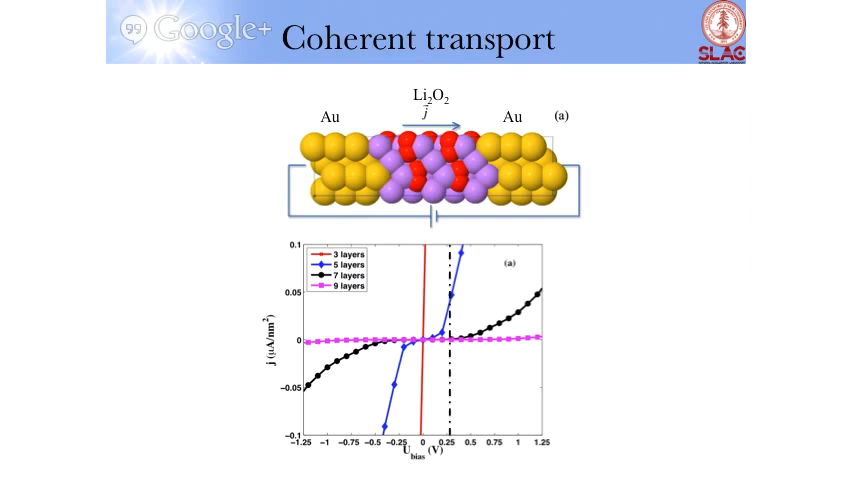 Google+
Coherent transport
SLAC
Li2O2
j
Au
Au
(a)
3 layers
5 layers
7 layers
9 layers
(a)
0.1
0.05
0
−0.05
−0.1
j (μA/nm²)
−1.25 −1 −0.75 −0.5 −0.25 0 0.25 0.5 0.75 1 1.25
Ubias (V)